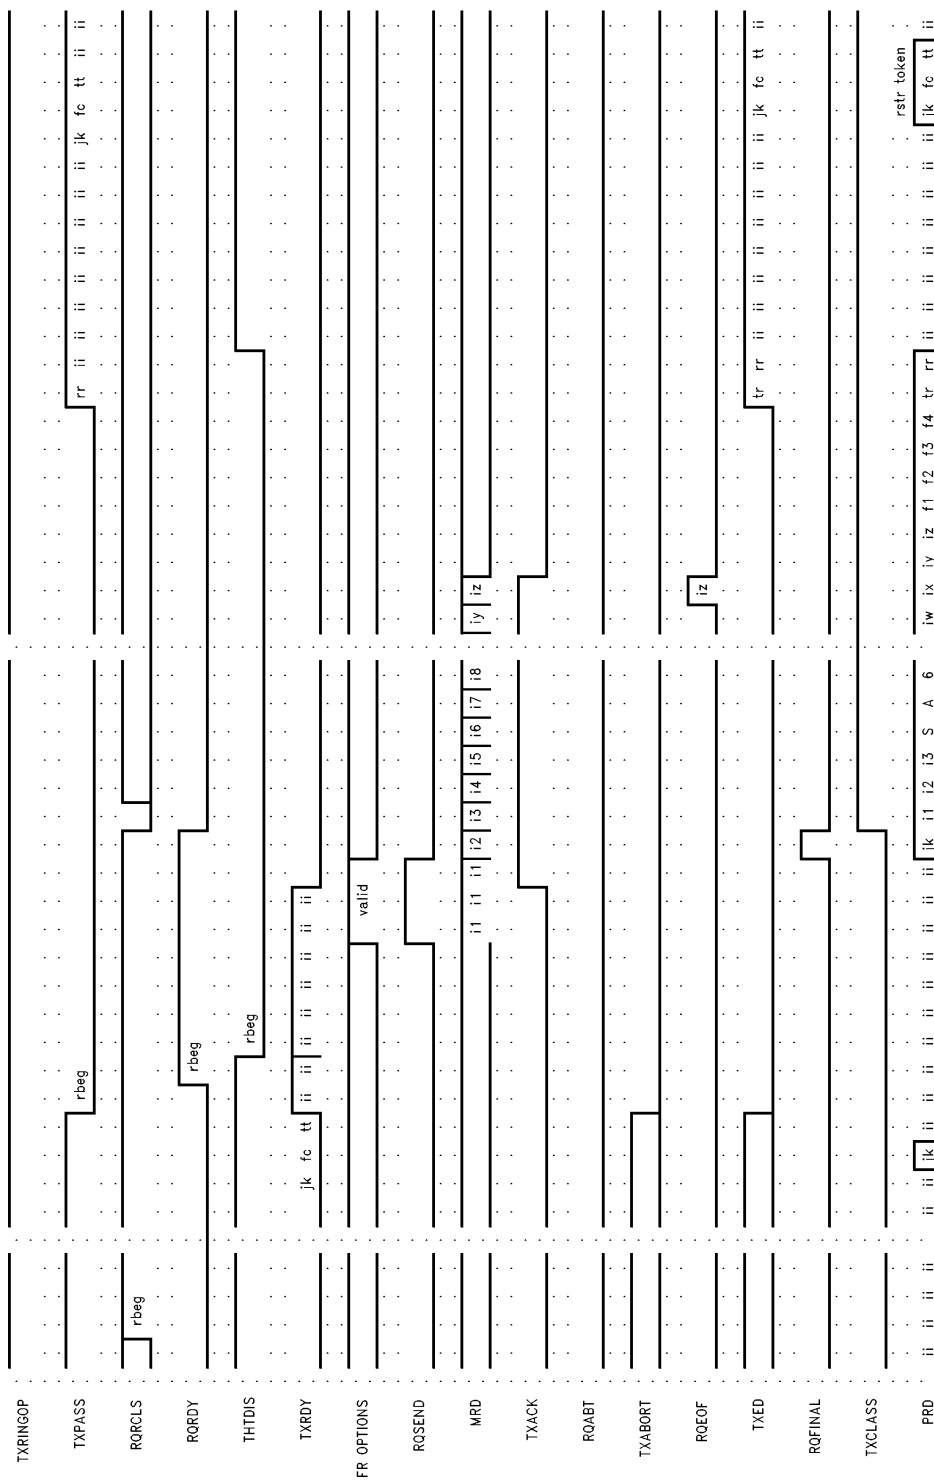 TXRINGOP
TXPASS rbeg rr ii ii ii ii ii ii ii ii jk fc tt ii ii
RQRCLS rbeg
RQRDY rbeg
THTDIS rbeg
TXRDY jk fc tt ii ii ii ii ii ii ii ii
FR OPTIONS valid
RQSEND
MRD i1 i1 i1 i2 i3 i4 i5 i6 i7 i8 iy iz
TXACK
RQABT
TXABORT
RQEOF iz
TXED tr rr ii ii ii ii ii ii ii ii jk fc tt ii
RQFINAL
TXCLASS
rstr token
PRD ii ii ii ii ii ii jk ii ii ii ii ii ii ii ii ii ii jk i1 i2 i3 S A 6 iw ix iy iz f1 f2 f3 f4 tr rr ii ii ii ii ii ii ii ii jk fc tt ii